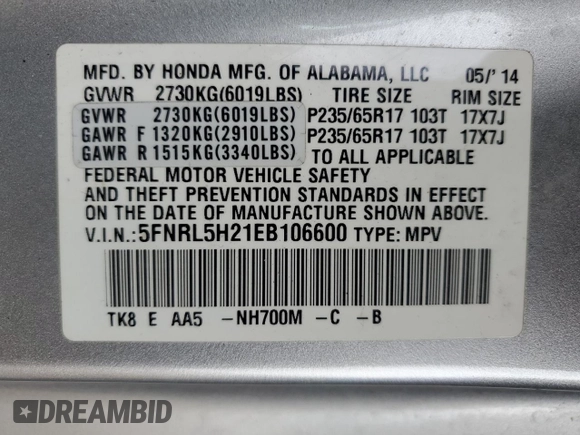 MFD. BY HONDA MFG. OF ALABAMA, LLC 05/'14
GVWR 2730KG(6019LBS) TIRE SIZE RIM SIZE
GVWR 2730KG(6019LBS) P235/65R17 103T 17X7J
GAWR F 1320KG(2910LBS) P235/65R17 103T 17X7J
GAWR R 1515KG(3340LBS) TO ALL APPLICABLE
FEDERAL MOTOR VEHICLE SAFETY
AND THEFT PREVENTION STANDARDS IN EFFECT
ON THE DATE OF MANUFACTURE SHOWN ABOVE.
V.I.N.:5FNRL5H21EB106600 TYPE: MPV
TK8 E AA5 -NH700M -C -B
DREAMBID